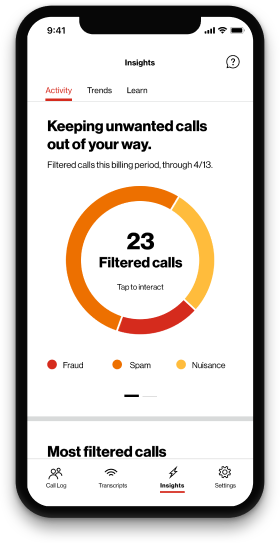 9:41
Insights
Activity Trends Learn
Keeping unwanted calls
out of your way.
Filtered calls this billing period, through 4/13.
23
Filtered calls
Tap to interact
Fraud Spam Nuisance
Most filtered calls
Call Log Transcripts Insights Settings